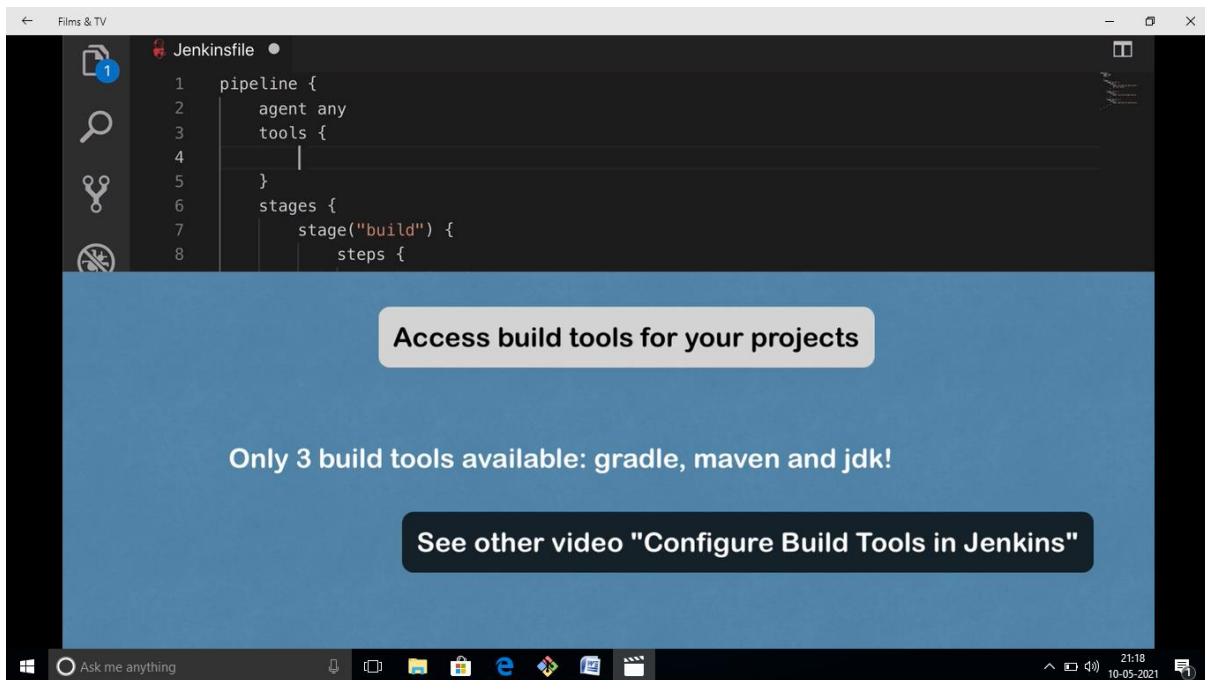 Films & TV
1
Jenkinsfile
1 pipeline {
2 agent any
3 tools {
4
5 }
6 stages {
7 stage("build") {
8 steps {
Access build tools for your projects
Only 3 build tools available: gradle, maven and jdk!
See other video "Configure Build Tools in Jenkins"
Ask me anything
21:18
10-05-2021
1